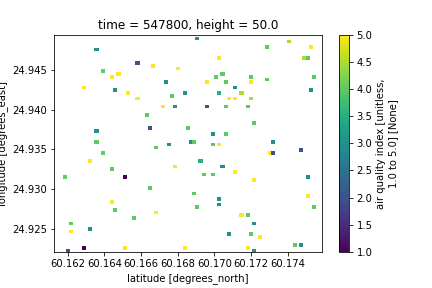 time = 547800, height = 50.0
longitude [degrees_east]
24.945
24.940
24.935
24.930
24.925
60.162 60.164 60.166 60.168 60.170 60.172 60.174
latitude [degrees_north]
5.0
4.5
4.0
3.5
3.0
2.5
2.0
1.5
1.0
air quality index [unitless,
1.0 to 5.0] [None]